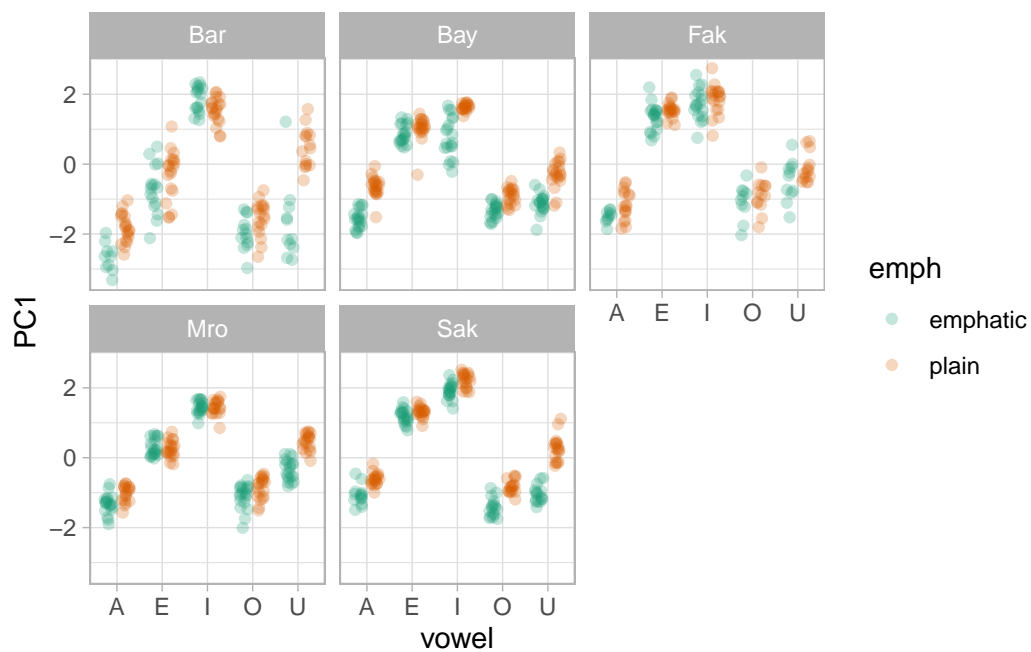 Bar Bay Fak
2
0
−2
PC1
A E I O U
Mro Sak
2
0
−2
A E I O U A E I O U
vowel
emph
emphatic
plain